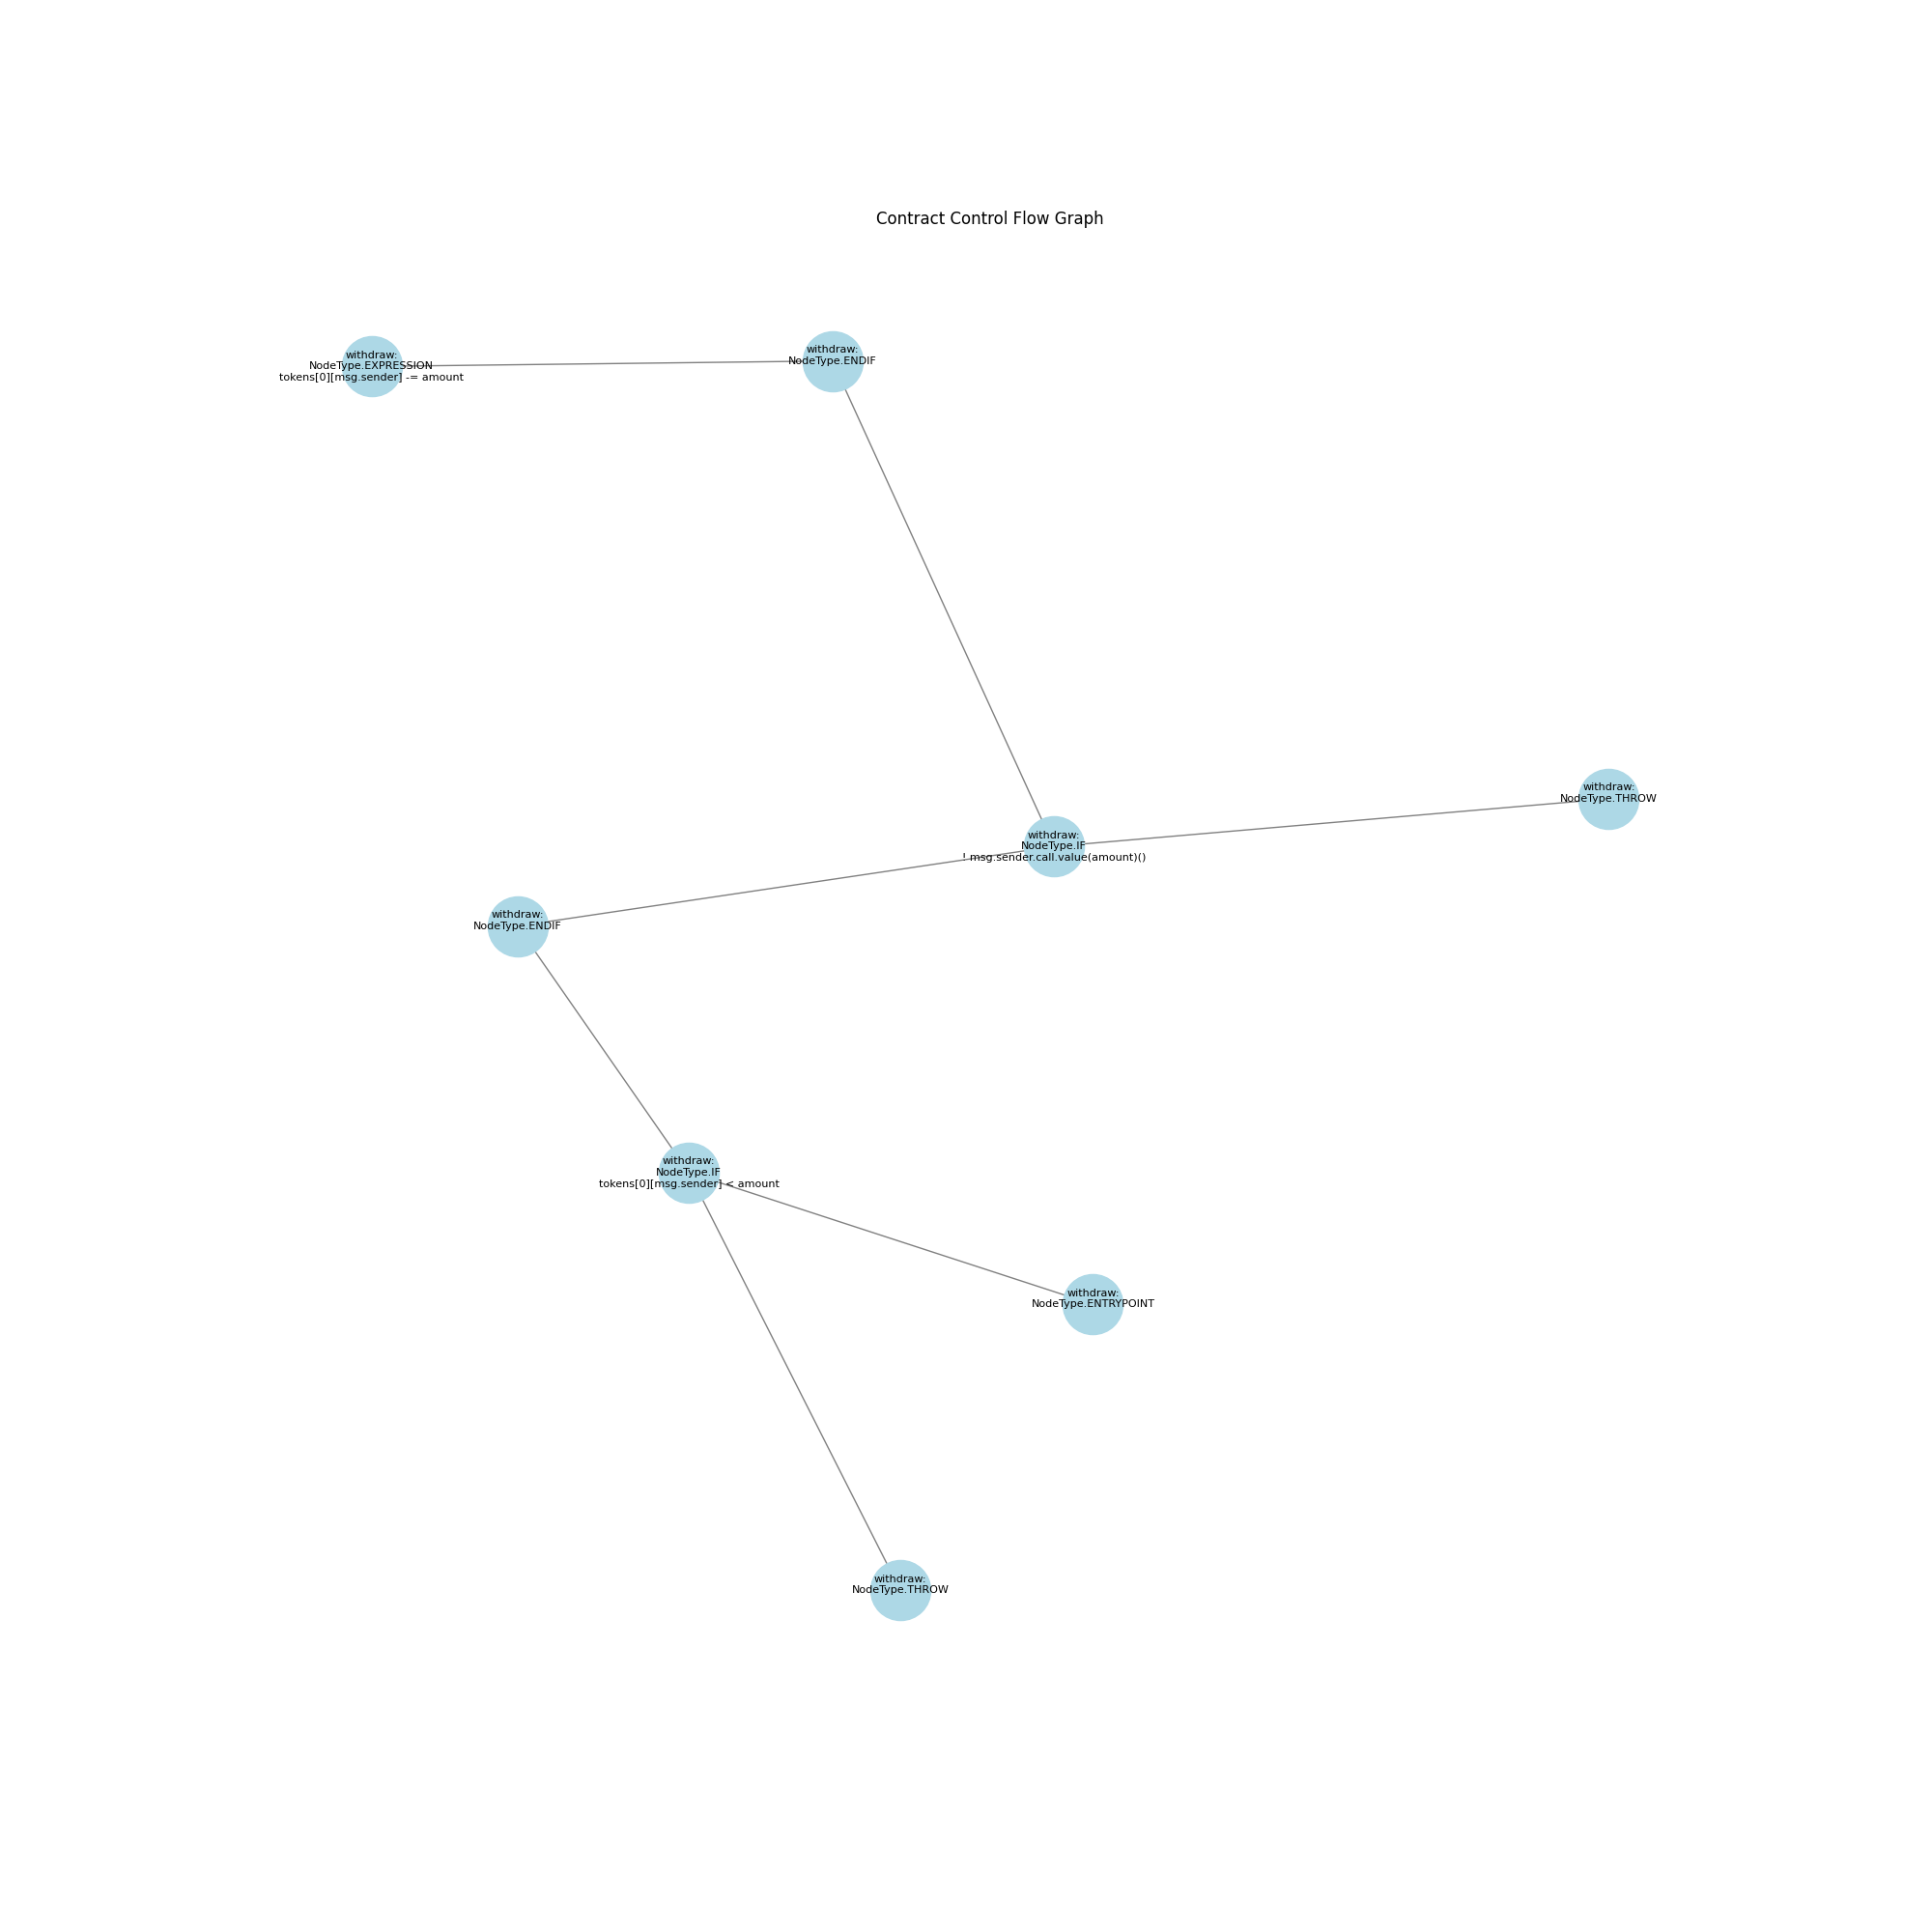 Contract Control Flow Graph
withdraw:
NodeType.EXPRESSION
tokens[0][msg.sender] -= amount
withdraw:
NodeType.ENDIF
withdraw:
NodeType.THROW
withdraw:
NodeType.IF
! msg.sender.call.value(amount)()
withdraw:
NodeType.ENDIF
withdraw:
NodeType.IF
tokens[0][msg.sender] < amount
withdraw:
NodeType.ENTRYPOINT
withdraw:
NodeType.THROW